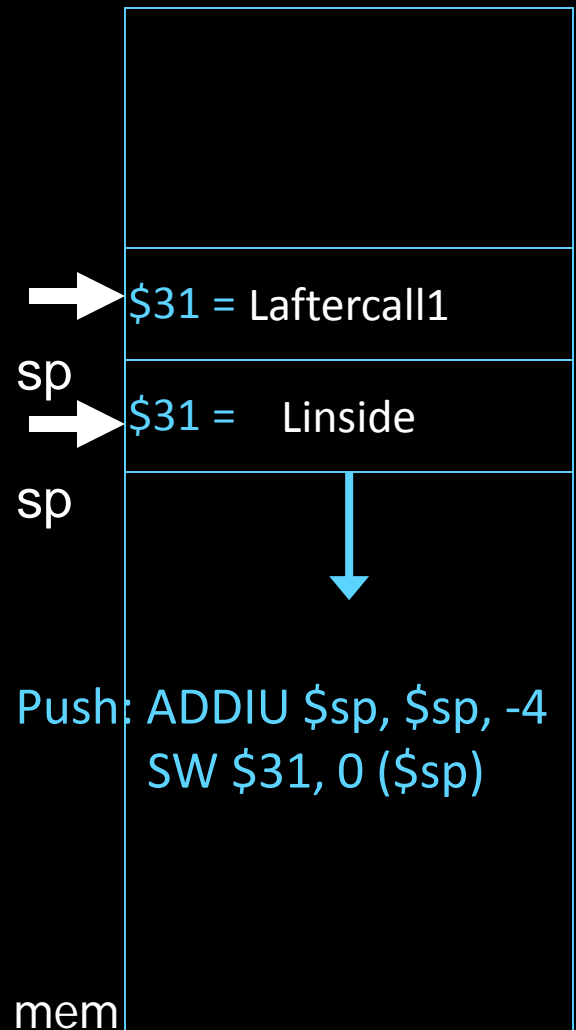 $31 = Laftercall1
sp
$31 = Linside
sp
Push: ADDIU $sp, $sp, -4
SW $31, 0 ($sp)
mem